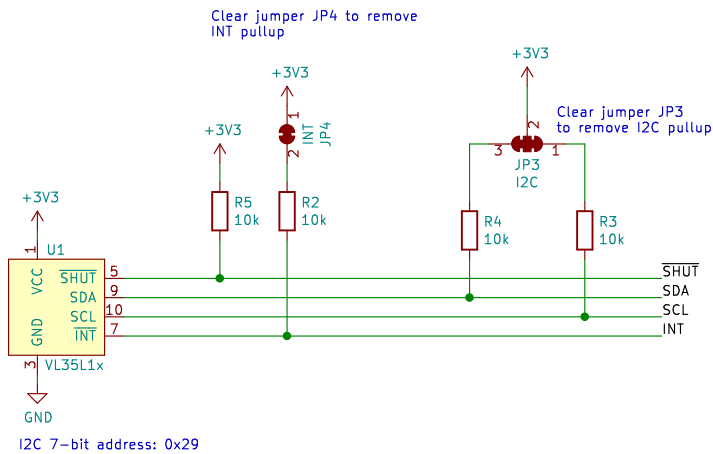 Clear jumper JP4 to remove
INT pullup
+3V3
Clear jumper JP3
to remove I2C pullup
+3V3
1
INT
JP4
2
+3V3
2
3
1
JP3
I2C
R5
10k
R2
10k
R4
10k
R3
10k
+3V3
1
U1
VCC
GND
SHUT
SDA
SCL
INT
5
9
10
7
SHUT
SDA
SCL
INT
3
VL35L1x
GND
I2C 7-bit address: 0x29